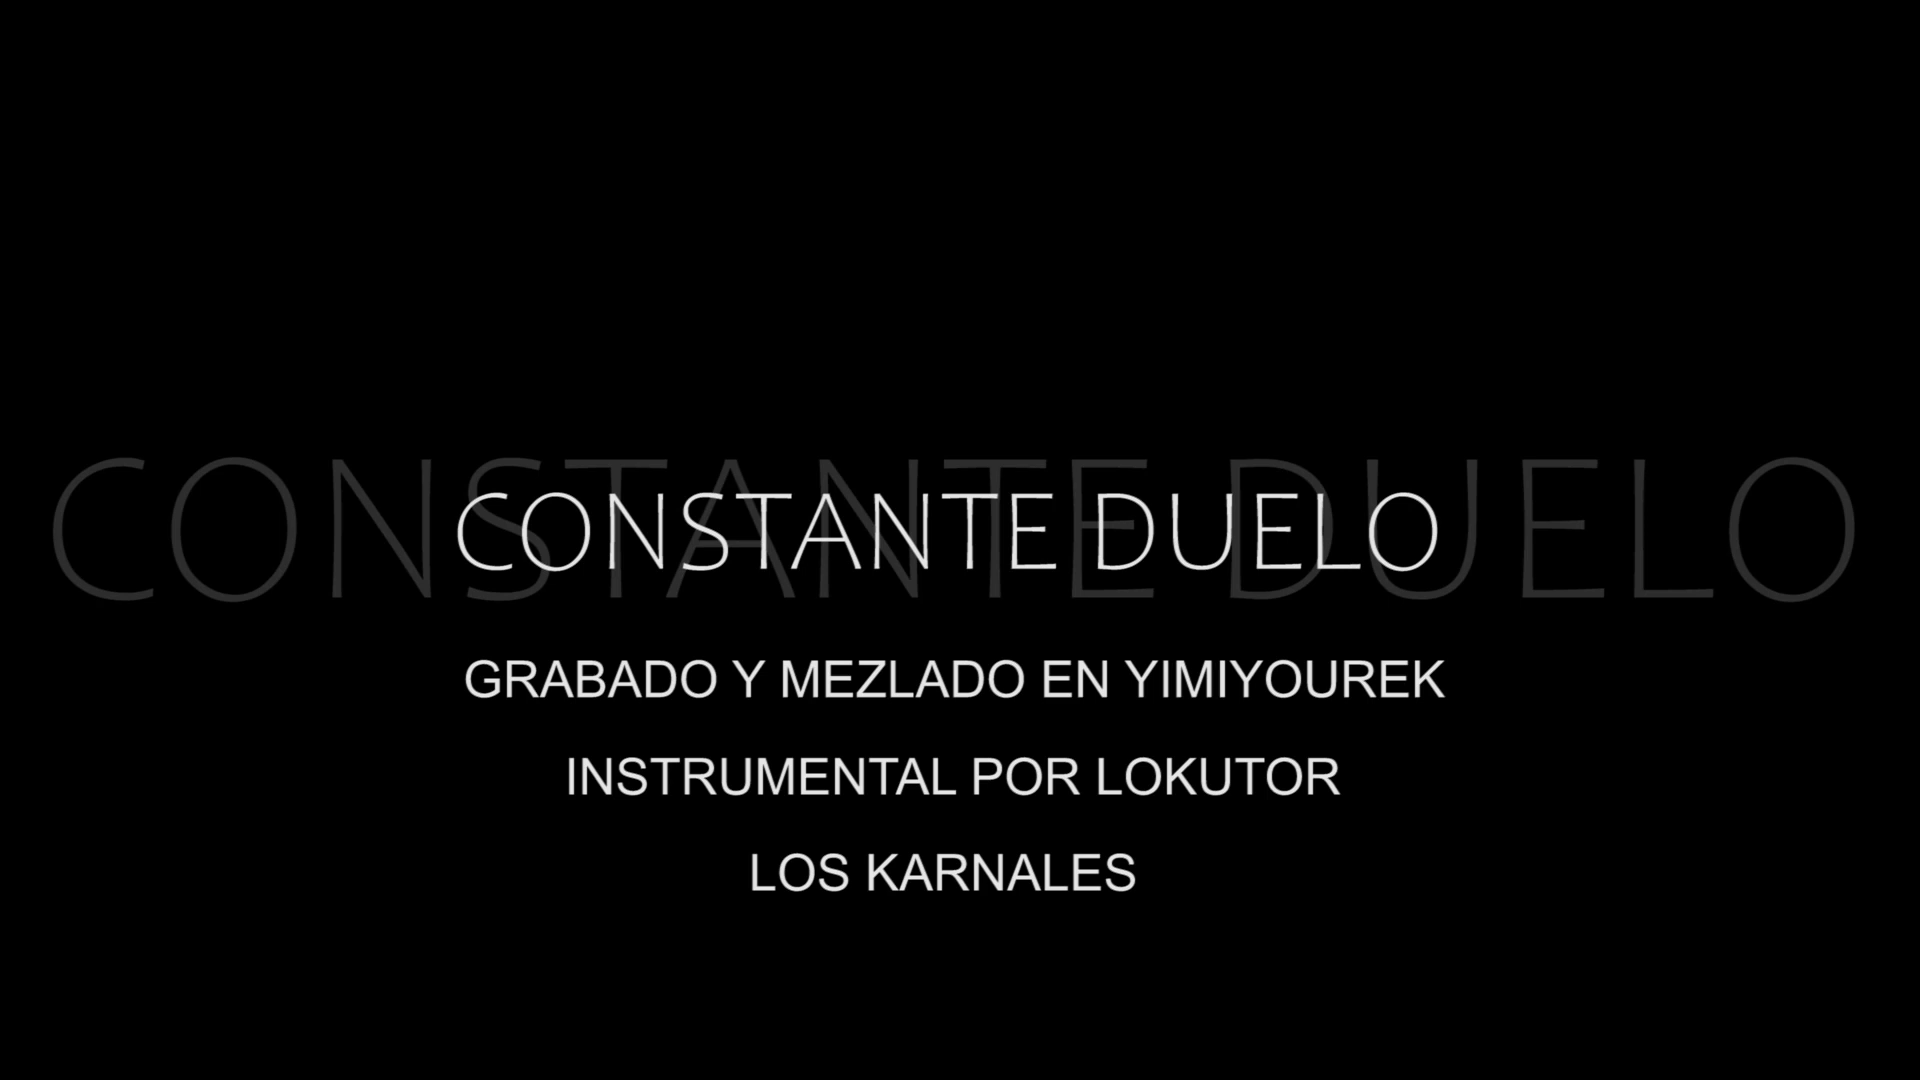 CONSTANTE DUELO
CONSTANTE DUELO
GRABADO Y MEZLADO EN YIMIYOUREK
INSTRUMENTAL POR LOKUTOR
LOS KARNALES